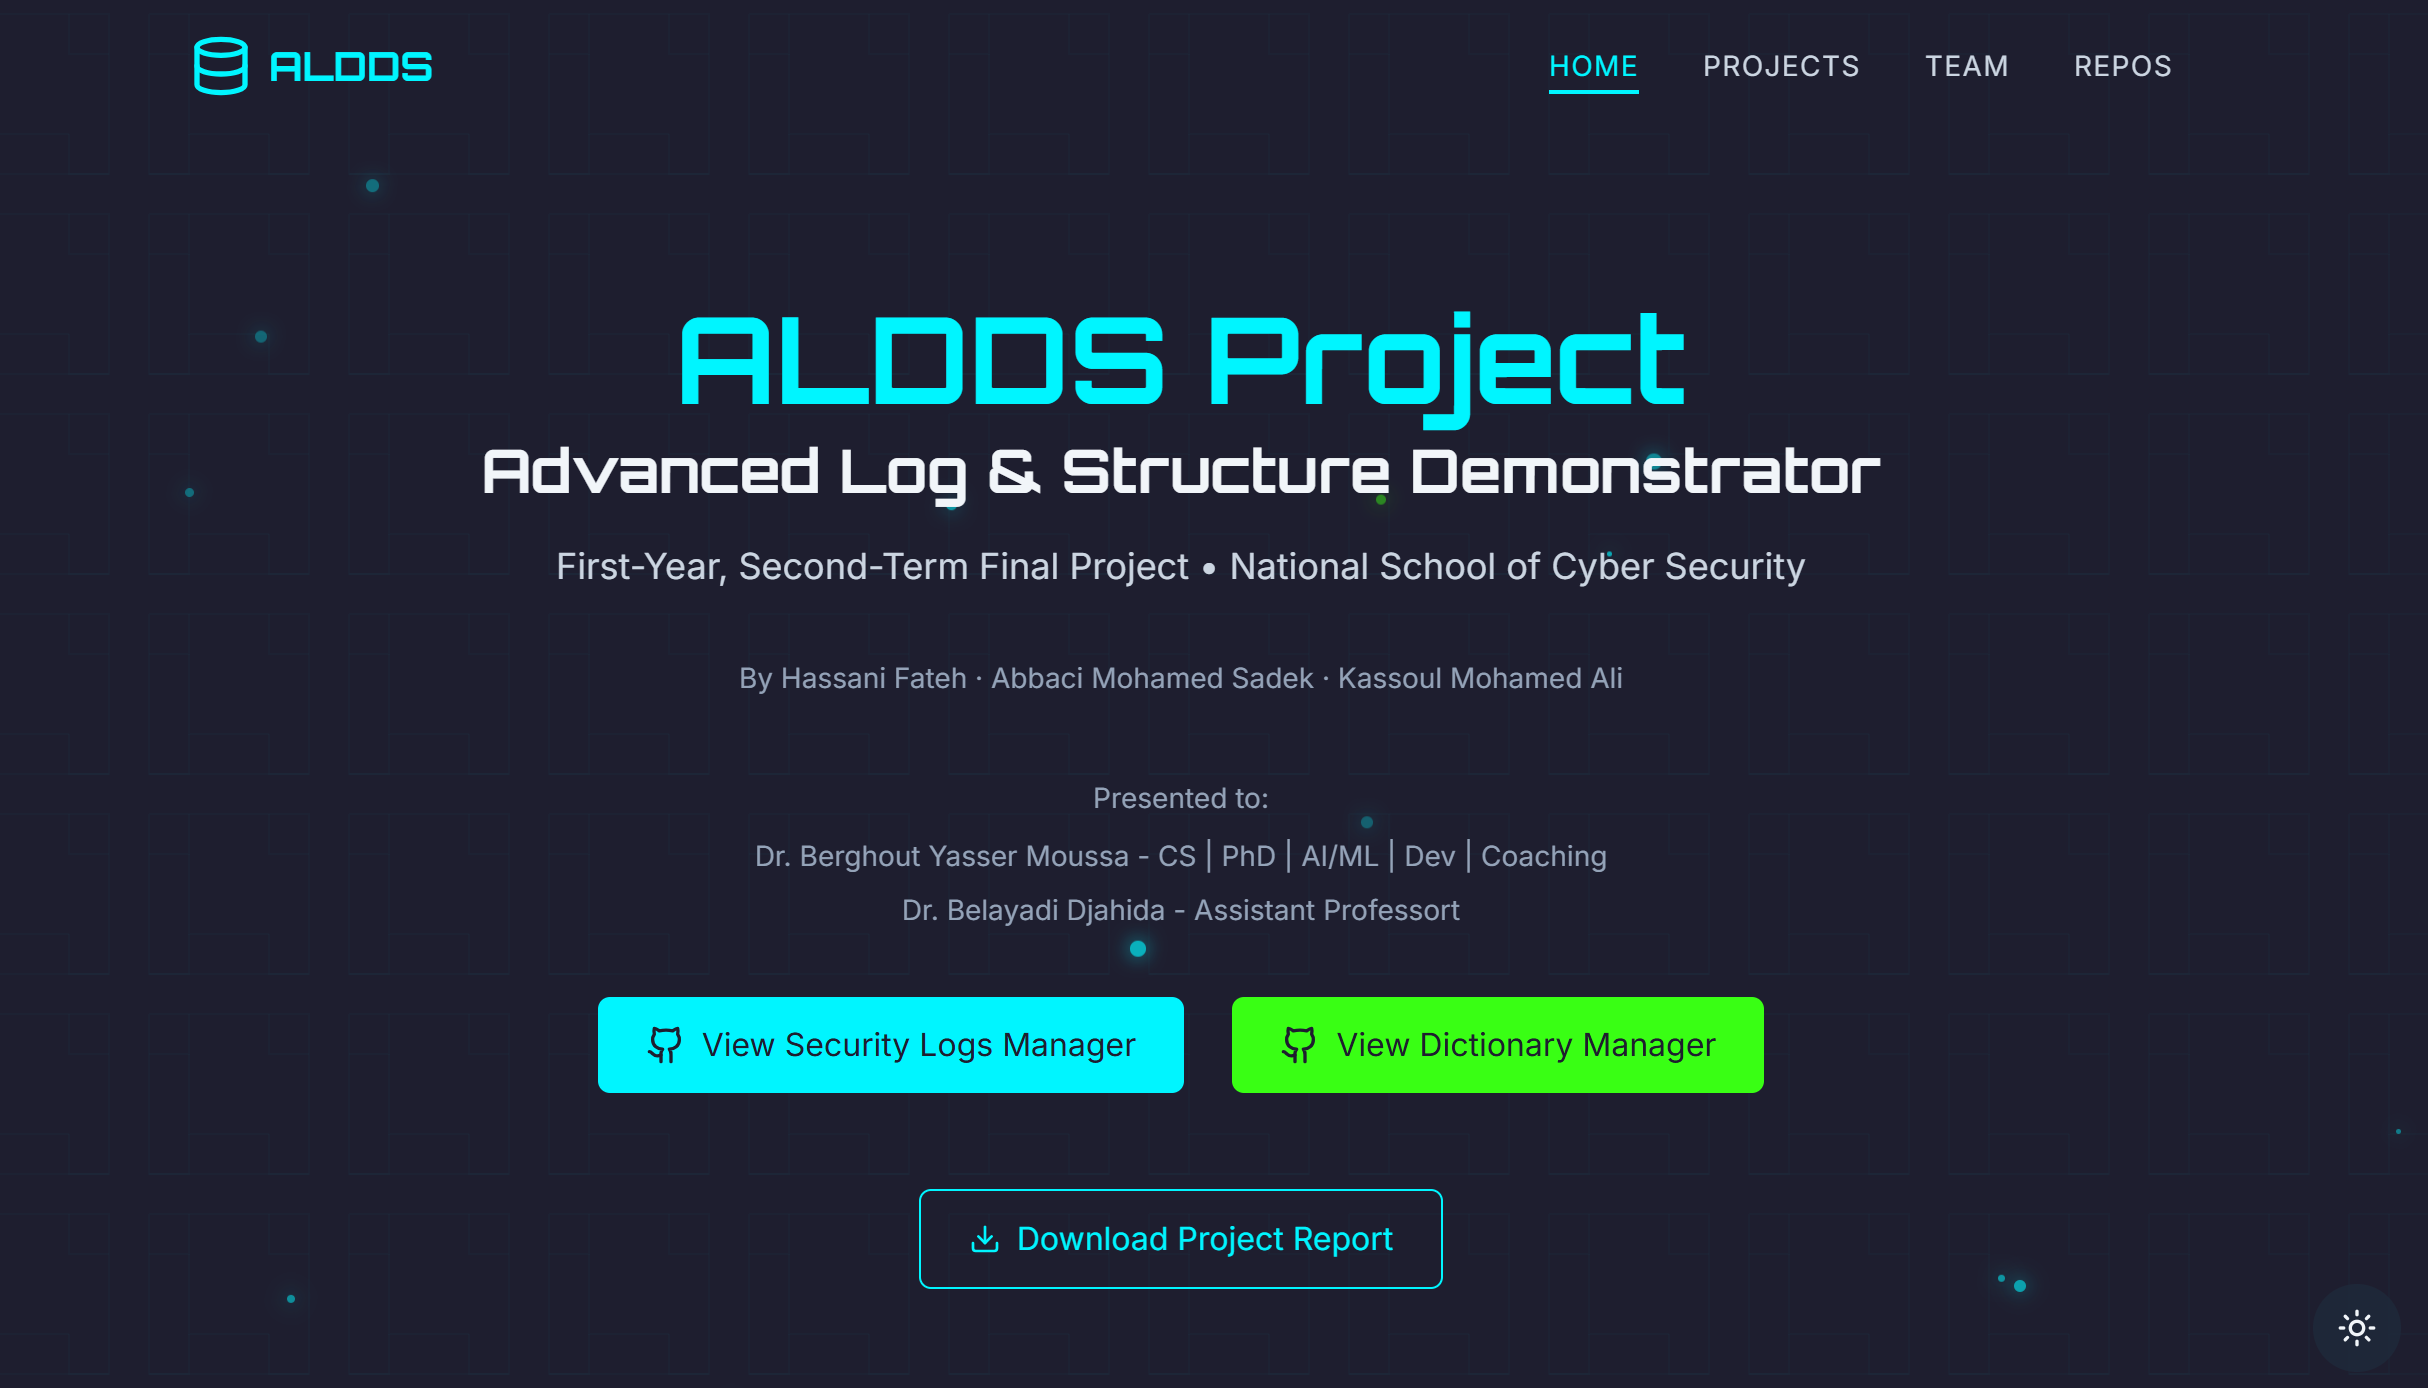 ALDDS
HOME
PROJECTS
TEAM
REPOS
ALDDS Project
Advanced Log & Structure Demonstrator
First-Year, Second-Term Final Project • National School of Cyber Security
By Hassani Fateh · Abbaci Mohamed Sadek · Kassoul Mohamed Ali
Presented to:
Dr. Berghout Yasser Moussa - CS | PhD | AI/ML | Dev | Coaching
Dr. Belayadi Djahida - Assistant Professort
View Security Logs Manager
View Dictionary Manager
Download Project Report